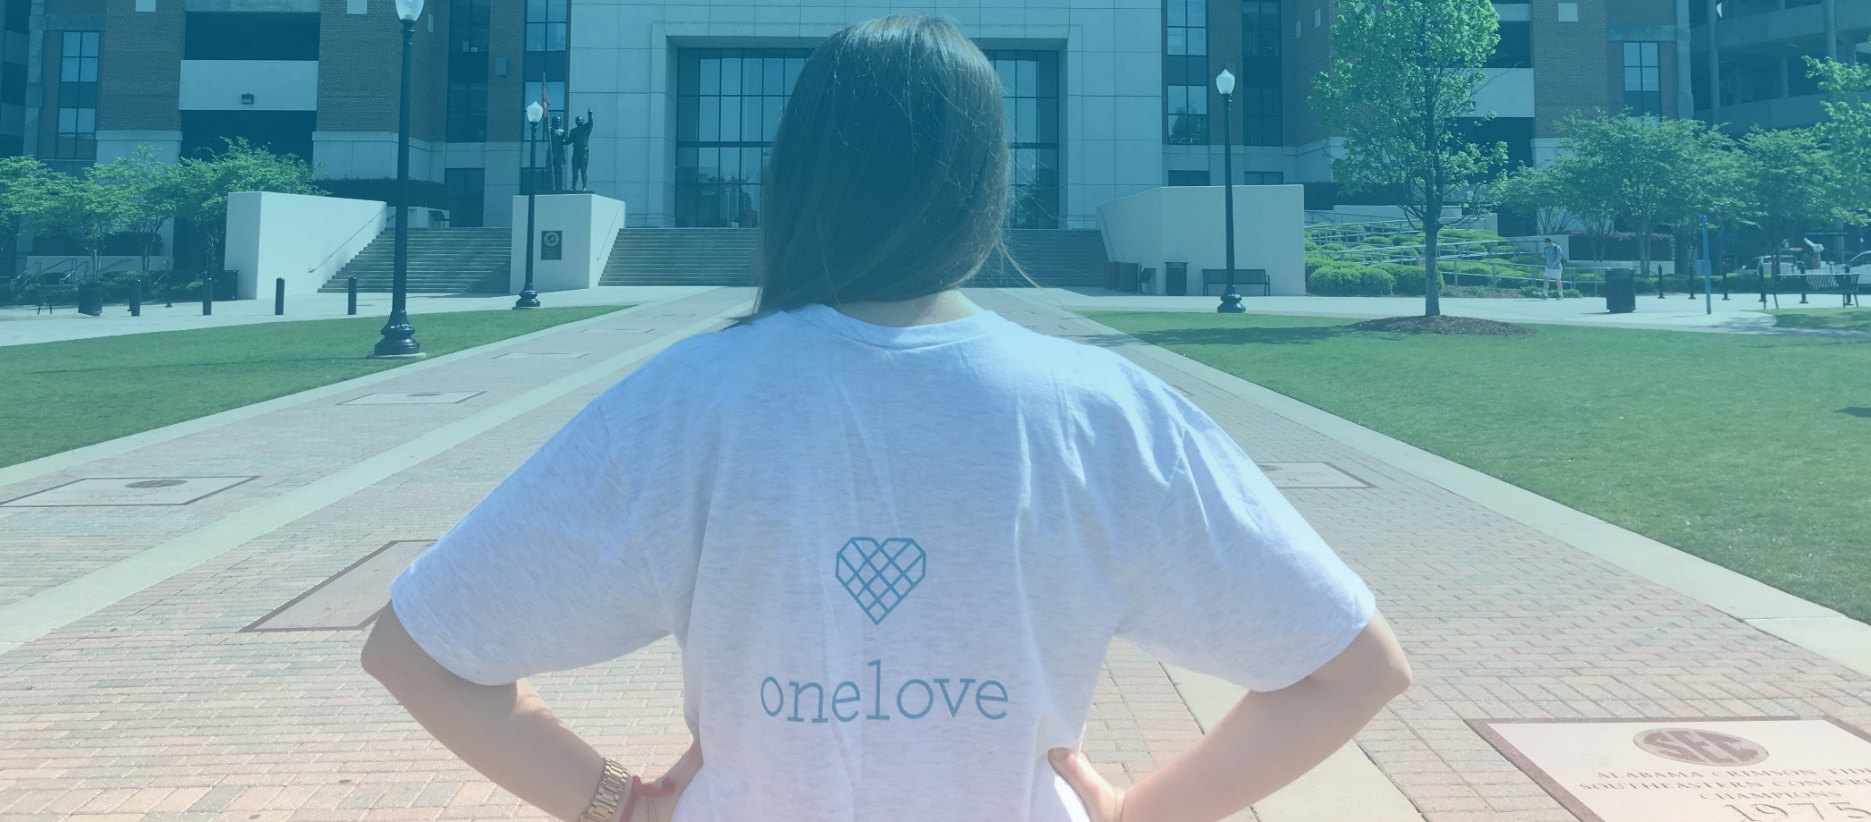 onelove
SEC
ALABAMA CRIMSON TIDE
SOUTHEASTERN CONFERENCE
CHAMPIONS
1975